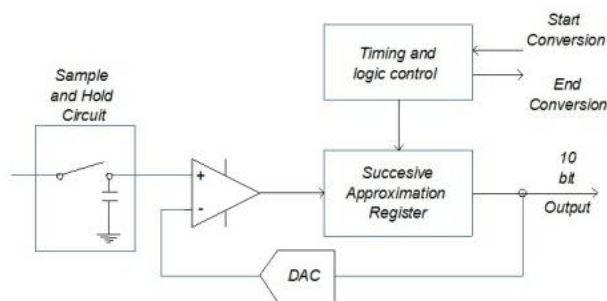 Start
Conversion
Timing and
logic control
End
Conversion
Sample
and Hold
Circuit
+
-
Succesive
Approximation
Register
10
bit
Output
DAC